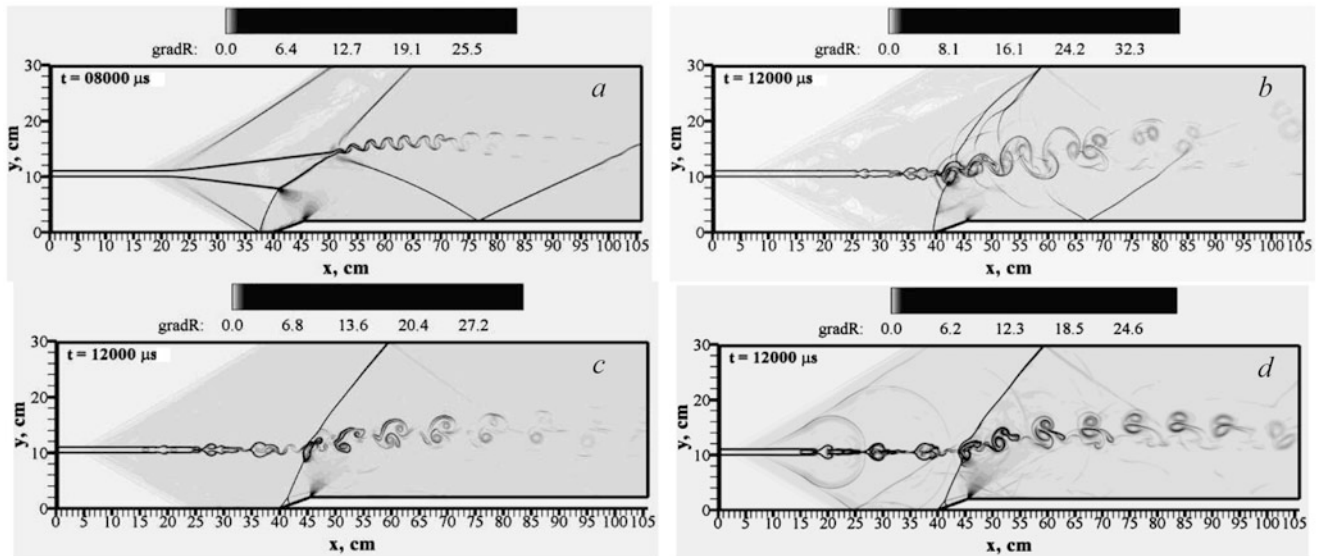 gradR: 0.0 6.4 12.7 19.1 25.5
t = 08000 μs
a
30
20
10
0
y, cm
0 5 10 15 20 25 30 35 40 45 50 55 60 65 70 75 80 85 90 95 105
x, cm
gradR: 0.0 8.1 16.1 24.2 32.3
t = 12000 μs
b
30
20
10
0
y, cm
0 5 10 15 20 25 30 35 40 45 50 55 60 65 70 75 80 85 90 95 105
x, cm
gradR: 0.0 6.8 13.6 20.4 27.2
t = 12000 μs
c
30
20
10
0
y, cm
0 5 10 15 20 25 30 35 40 45 50 55 60 65 70 75 80 85 90 95 105
x, cm
gradR: 0.0 6.2 12.3 18.5 24.6
t = 12000 μs
d
30
20
10
0
y, cm
0 5 10 15 20 25 30 35 40 45 50 55 60 65 70 75 80 85 90 95 105
x, cm